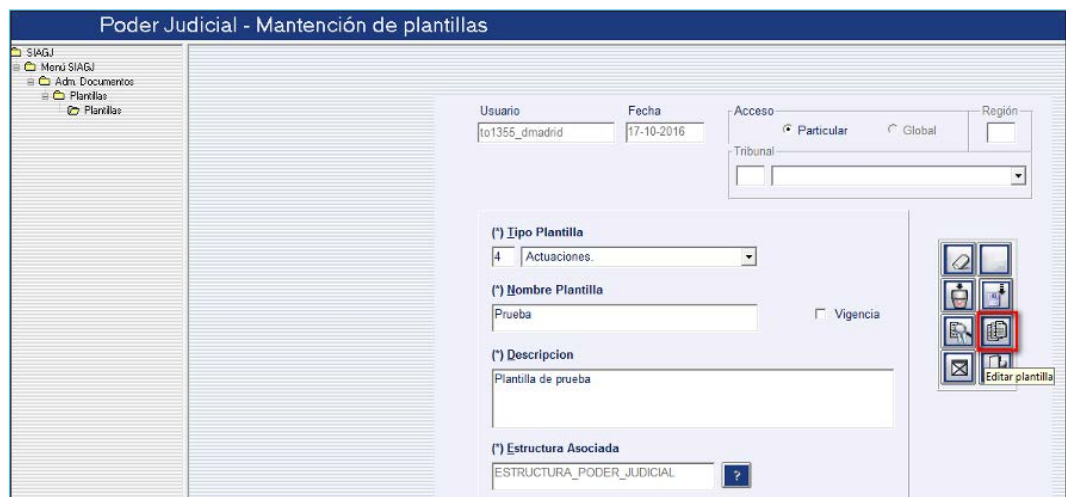 Poder Judicial - Mantención de plantillas
SIAGJ
Menú SIAGJ
Adm. Documentos
Plantillas
Plantillas
Usuario
Fecha
Acceso
Región
to1355_dmadrid
17-10-2016
Particular
Global
Tribunal
(*) Tipo Plantilla
4
Actuaciones.
(*) Nombre Plantilla
Prueba
Vigencia
(*) Descripcion
Plantilla de prueba
Editar plantilla
(*) Estructura Asociada
ESTRUCTURA_PODER_JUDICIAL
?